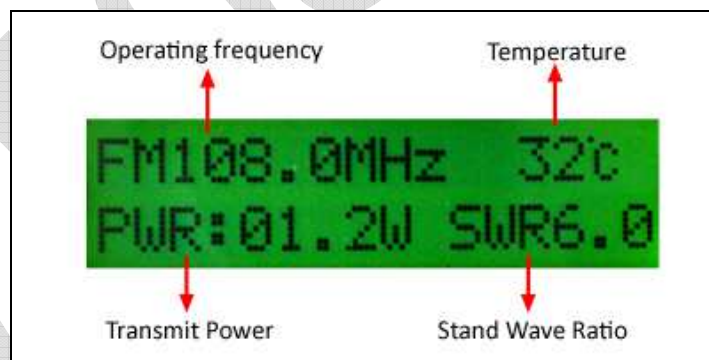 Operating frequency Temperature
FM108.0MHz 32°C
PWR:01.2W SWR6.0
Transmit Power Stand Wave Ratio